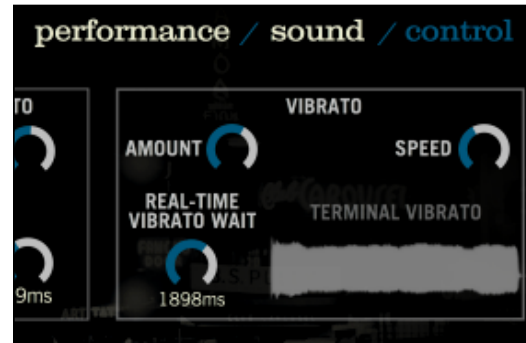 performance / sound / control
TO
VIBRATO
AMOUNT
SPEED
REAL-TIME
VIBRATO WAIT
TERMINAL VIBRATO
9ms
1898ms